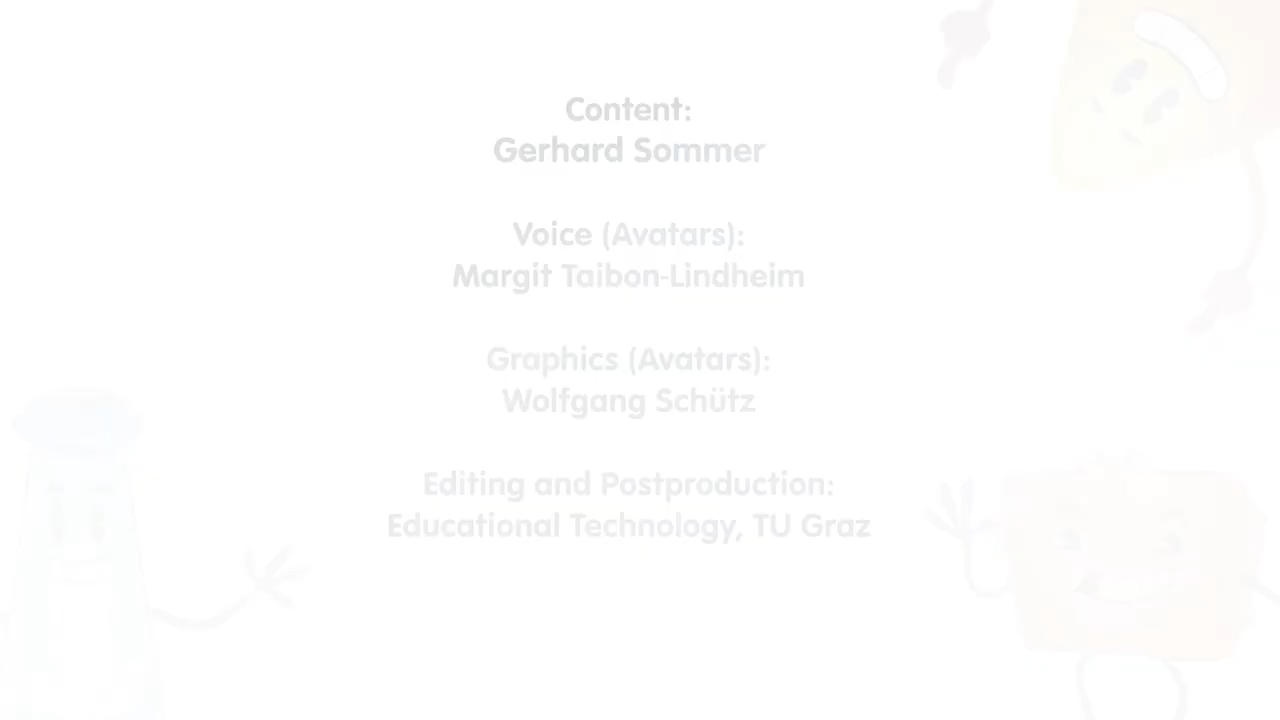 Content:
Gerhard Sommer
Voice (Avatars):
Margit Taibon-Lindheim
Graphics (Avatars):
Wolfgang Schütz
Editing and Postproduction:
Educational Technology, TU Graz